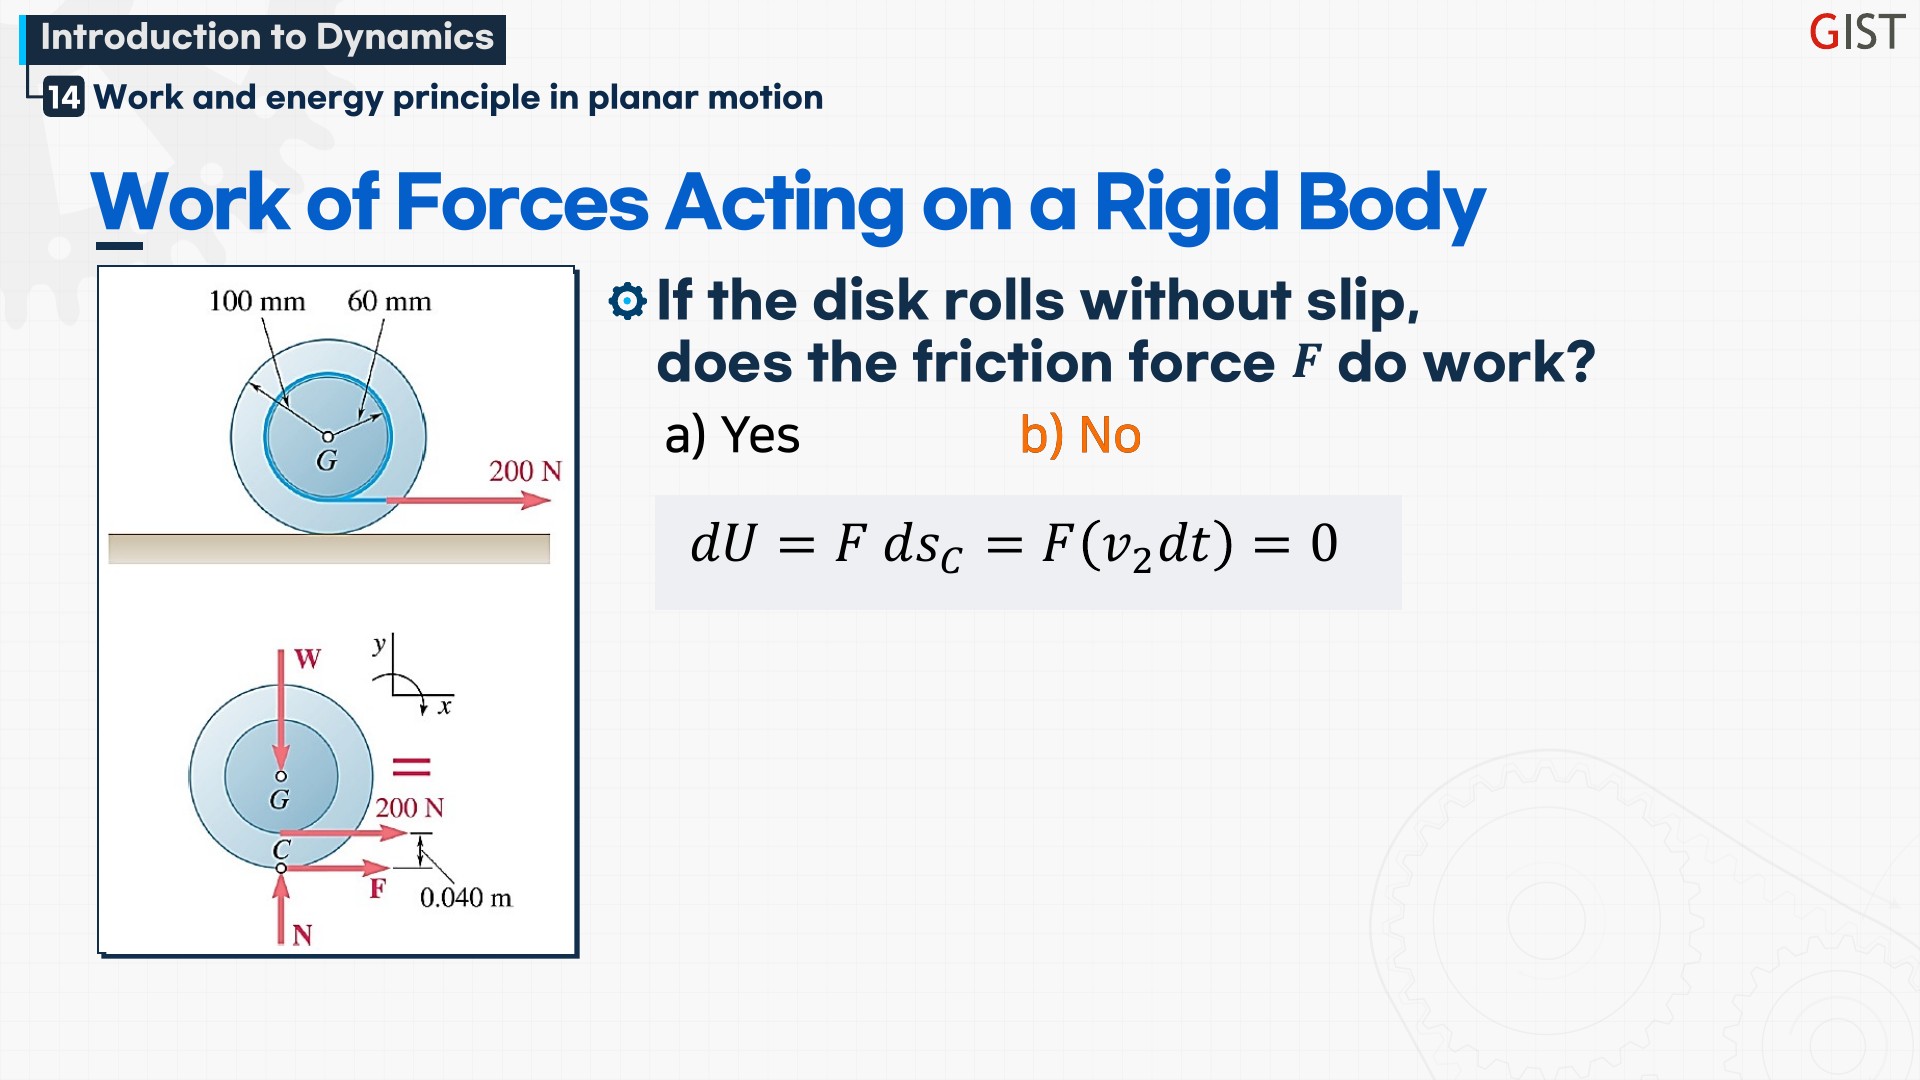 Introduction to Dynamics
GIST
14 Work and energy principle in planar motion
Work of Forces Acting on a Rigid Body
100 mm 60 mm
G
200 N
If the disk rolls without slip,
does the friction force F do work?
a) Yes b) No
dU = F ds_C = F(v_2 dt) = 0
W
y
x
G
=
200 N
C
F
0.040 m
N